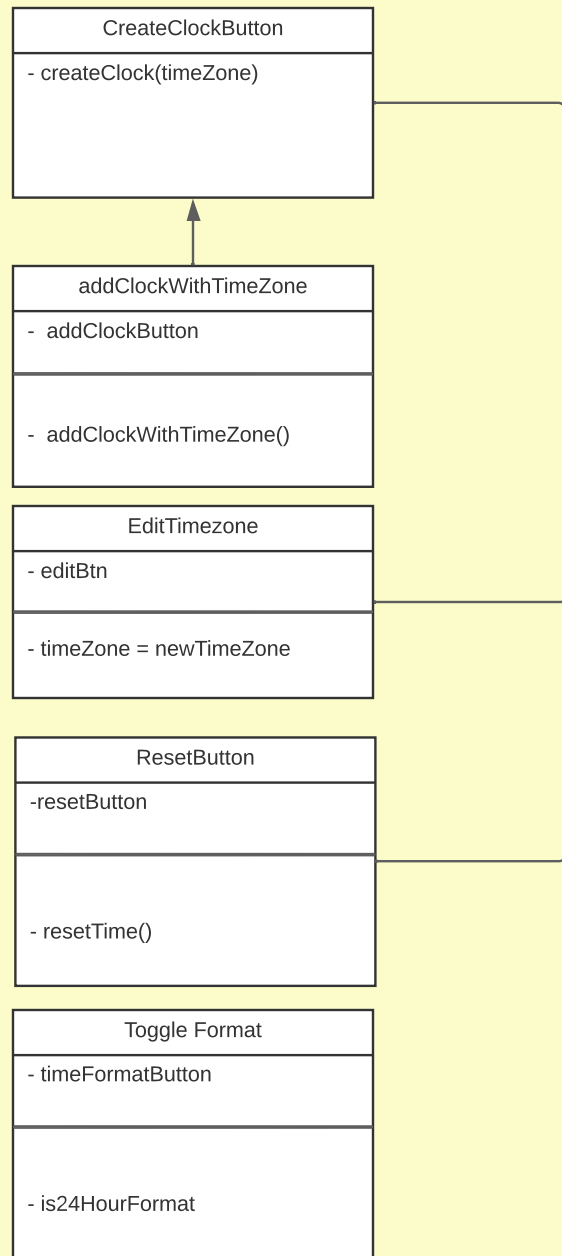 CreateClockButton
- createClock(timeZone)
addClockWithTimeZone
-  addClockButton
-  addClockWithTimeZone()
EditTimezone
- editBtn
- timeZone = newTimeZone
ResetButton
-resetButton
- resetTime()
Toggle Format
- timeFormatButton
- is24HourFormat